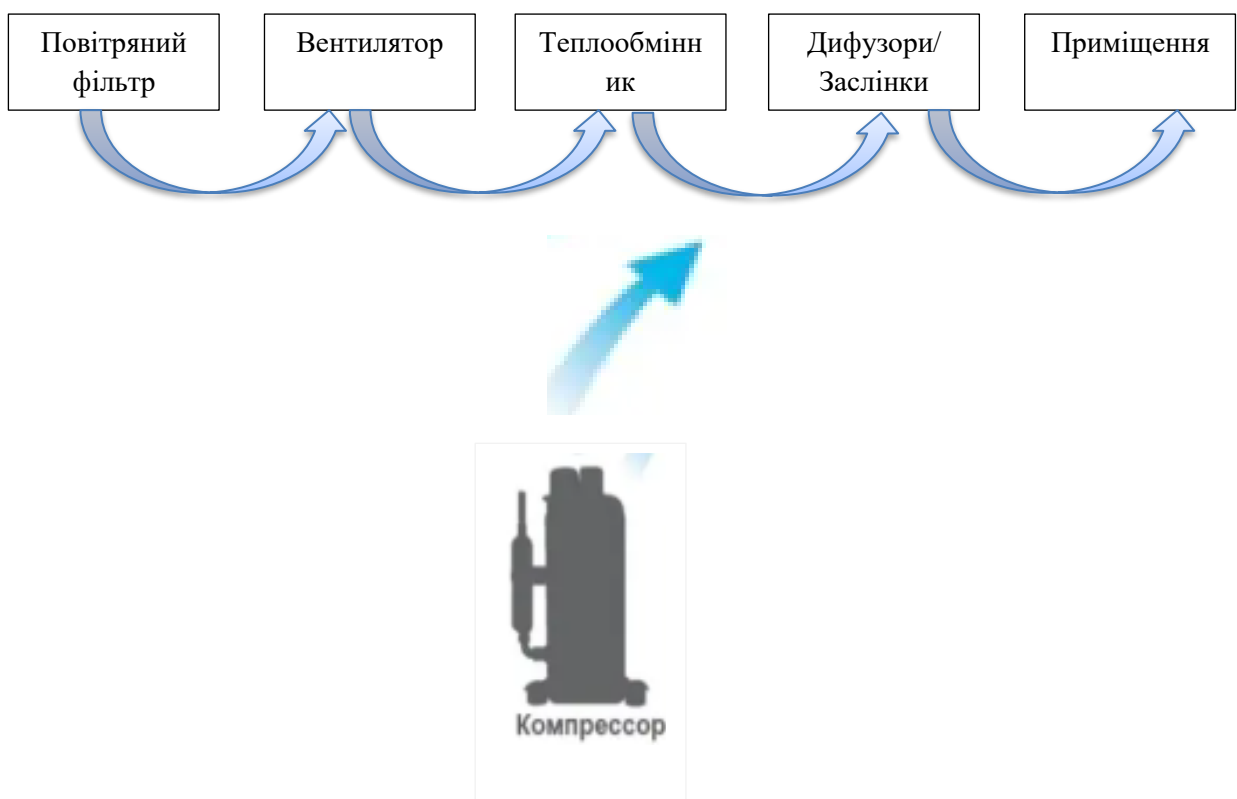 Повітряний
фільтр
Вентилятор
Теплообмінн
ик
Дифузори/
Заслінки
Приміщення
Компрессор